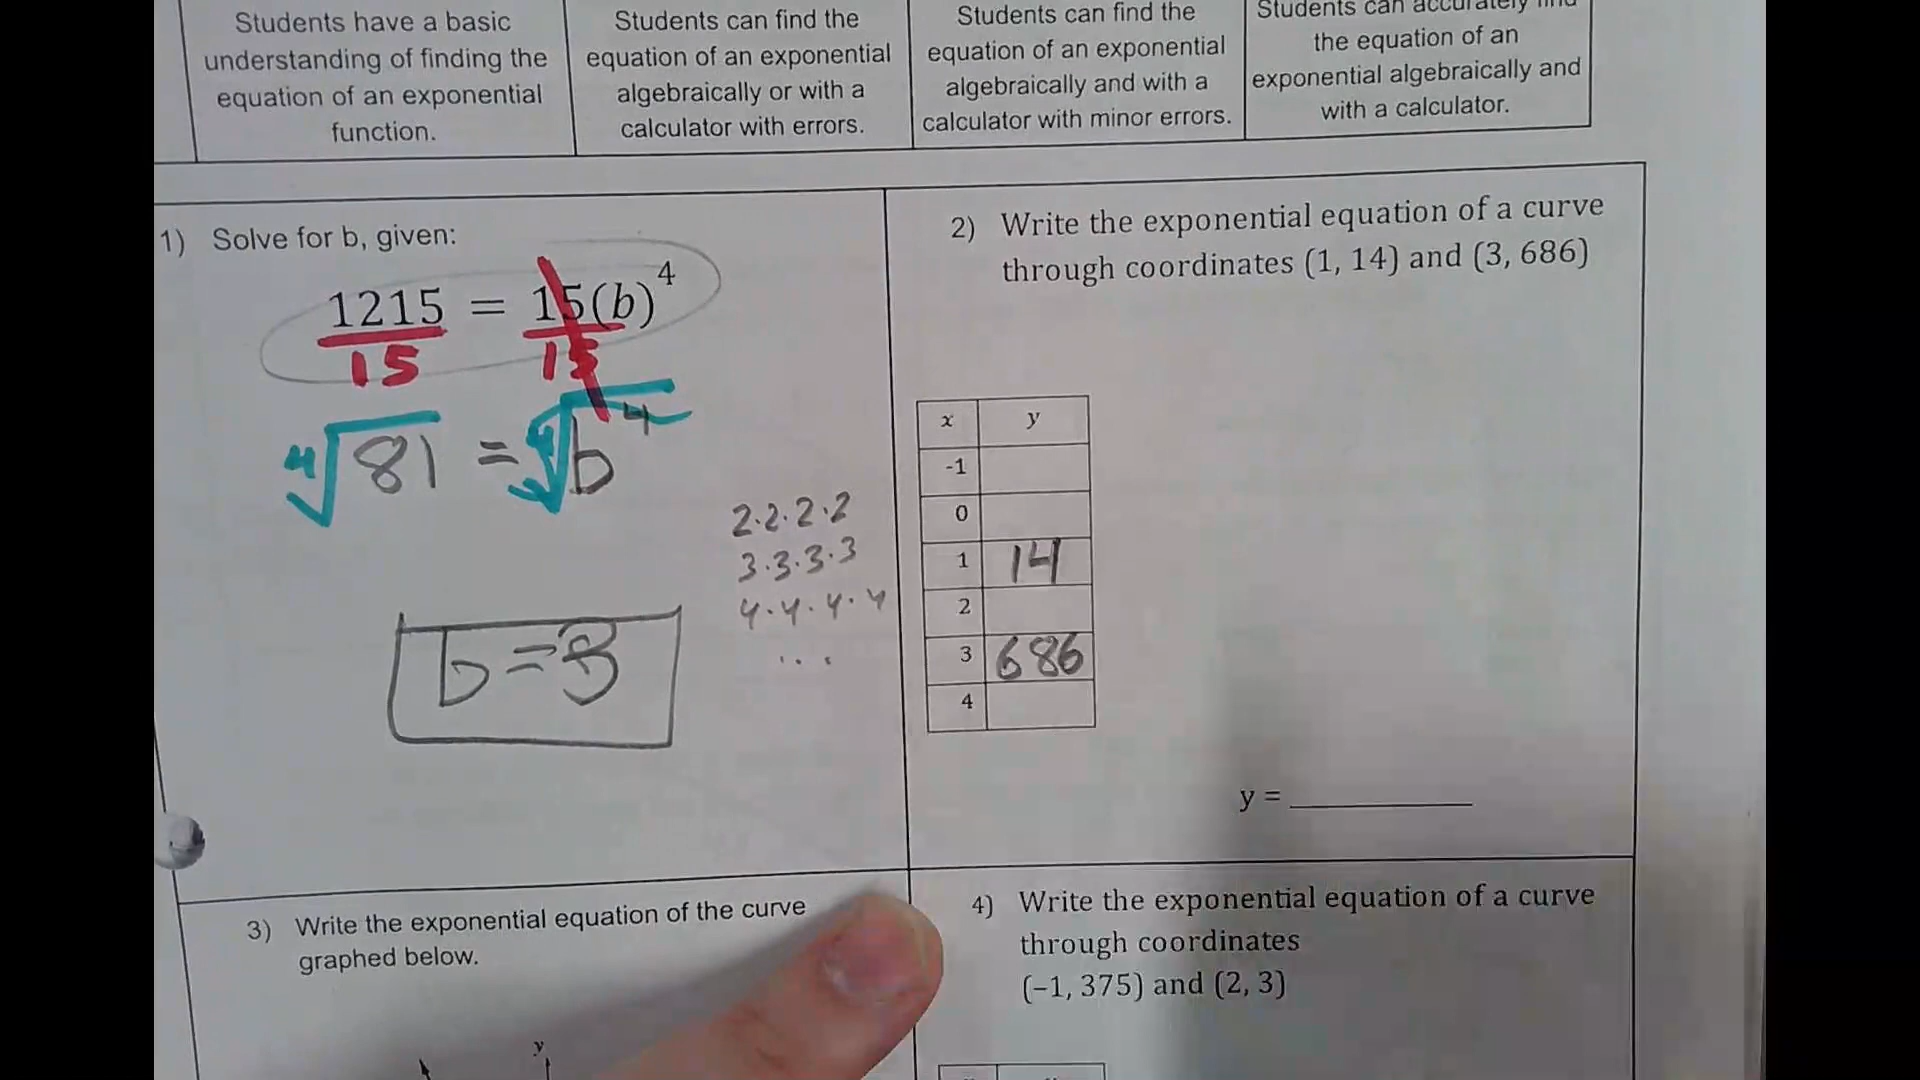 Students have a basic
understanding of finding the
equation of an exponential
function.
Students can find the
equation of an exponential
algebraically or with a
calculator with errors.
Students can find the
equation of an exponential
algebraically and with a
calculator with minor errors.
Students can accurately find
the equation of an
exponential algebraically and
with a calculator.
1) Solve for b, given:
1215 = 15(b)⁴
15 15
⁴√81 = ⁴√b⁴
2·2·2·2
3·3·3·3
4·4·4·4
...
b=3
2) Write the exponential equation of a curve
through coordinates (1, 14) and (3, 686)
x y
-1
0
1 14
2
3 686
4
y = ____________
3) Write the exponential equation of the curve
graphed below.
y
4) Write the exponential equation of a curve
through coordinates
(−1, 375) and (2, 3)